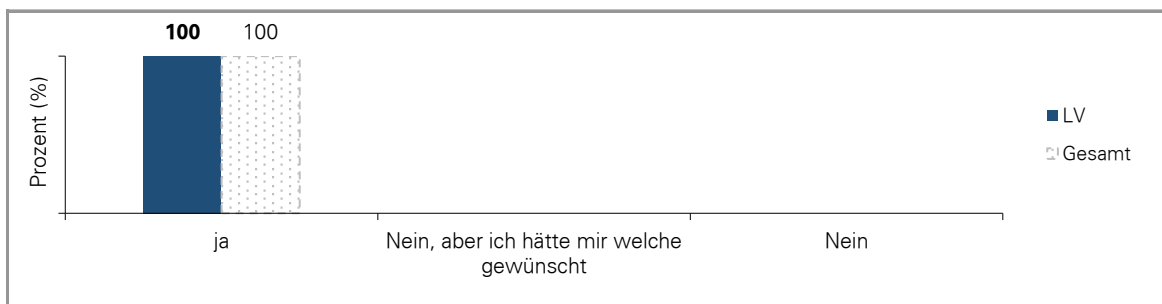 100 100
Prozent (%)
LV
Gesamt
ja
Nein, aber ich hätte mir welche
gewünscht
Nein